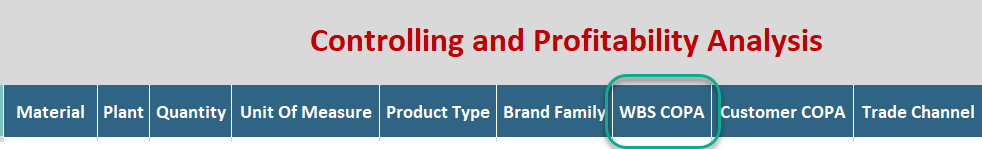 Controlling and Profitability Analysis
Material Plant Quantity Unit Of Measure Product Type Brand Family WBS COPA Customer COPA Trade Channel